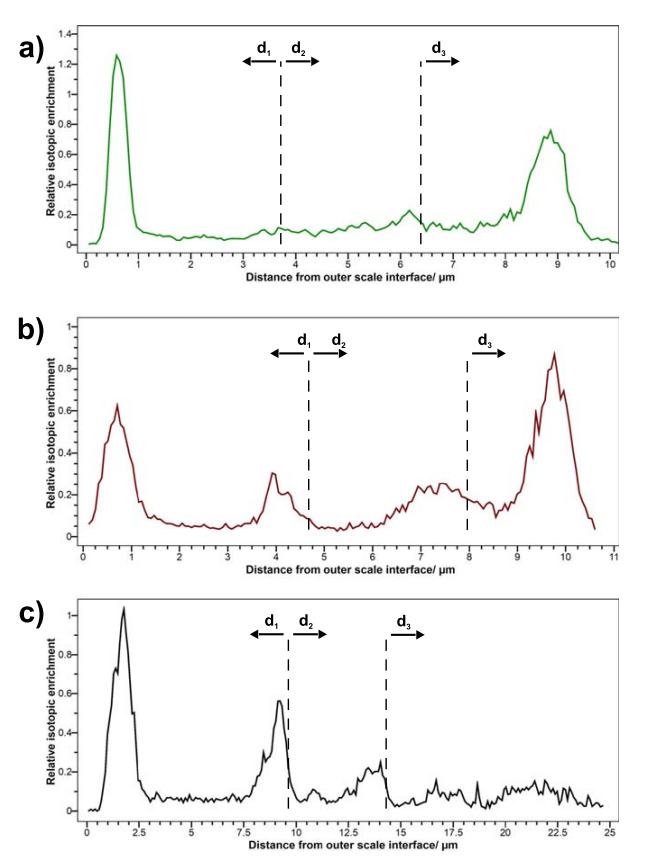 a)
Relative isotopic enrichment
1.4
1.2
1
0.8
0.6
0.4
0.2
0
d₁ d₂ d₃
0 1 2 3 4 5 6 7 8 9 10
Distance from outer scale interface/ µm
b)
Relative isotopic enrichment
1
0.8
0.6
0.4
0.2
0
d₁ d₂ d₃
0 1 2 3 4 5 6 7 8 9 10 11
Distance from outer scale interface/ µm
c)
Relative isotopic enrichment
1
0.8
0.6
0.4
0.2
0
d₁ d₂ d₃
0 2.5 5 7.5 10 12.5 15 17.5 20 22.5 25
Distance from outer scale interface/ µm